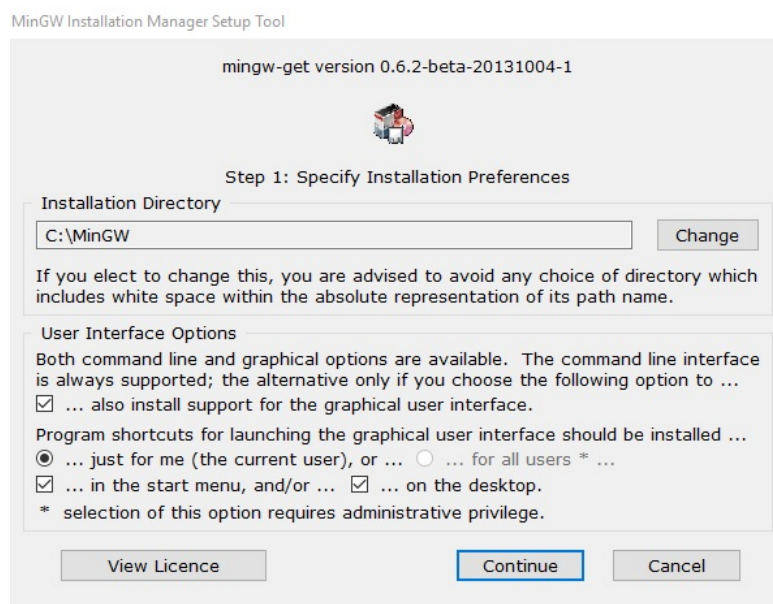 MinGW Installation Manager Setup Tool
mingw-get version 0.6.2-beta-20131004-1
Step 1: Specify Installation Preferences
Installation Directory
C:\MinGW
Change
If you elect to change this, you are advised to avoid any choice of directory which
includes white space within the absolute representation of its path name.
User Interface Options
Both command line and graphical options are available.  The command line interface
is always supported; the alternative only if you choose the following option to ...
... also install support for the graphical user interface.
Program shortcuts for launching the graphical user interface should be installed ...
... just for me (the current user), or ... ... for all users * ...
... in the start menu, and/or ... ... on the desktop.
* selection of this option requires administrative privilege.
View Licence Continue Cancel